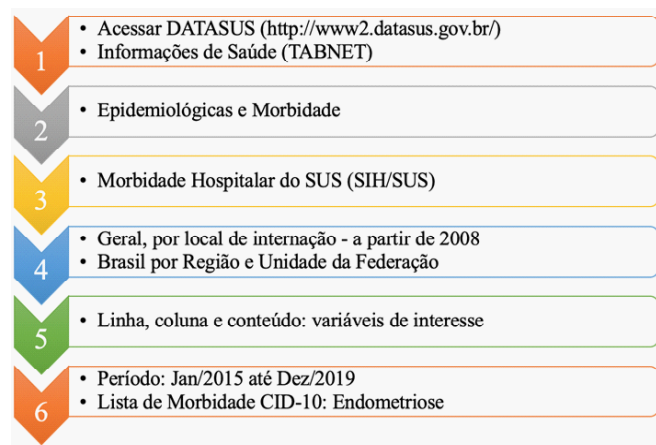 1
• Acessar DATASUS (http://www2.datasus.gov.br/)
• Informações de Saúde (TABNET)
2
• Epidemiológicas e Morbidade
3
• Morbidade Hospitalar do SUS (SIH/SUS)
4
• Geral, por local de internação - a partir de 2008
• Brasil por Região e Unidade da Federação
5
• Linha, coluna e conteúdo: variáveis de interesse
6
• Período: Jan/2015 até Dez/2019
• Lista de Morbidade CID-10: Endometriose